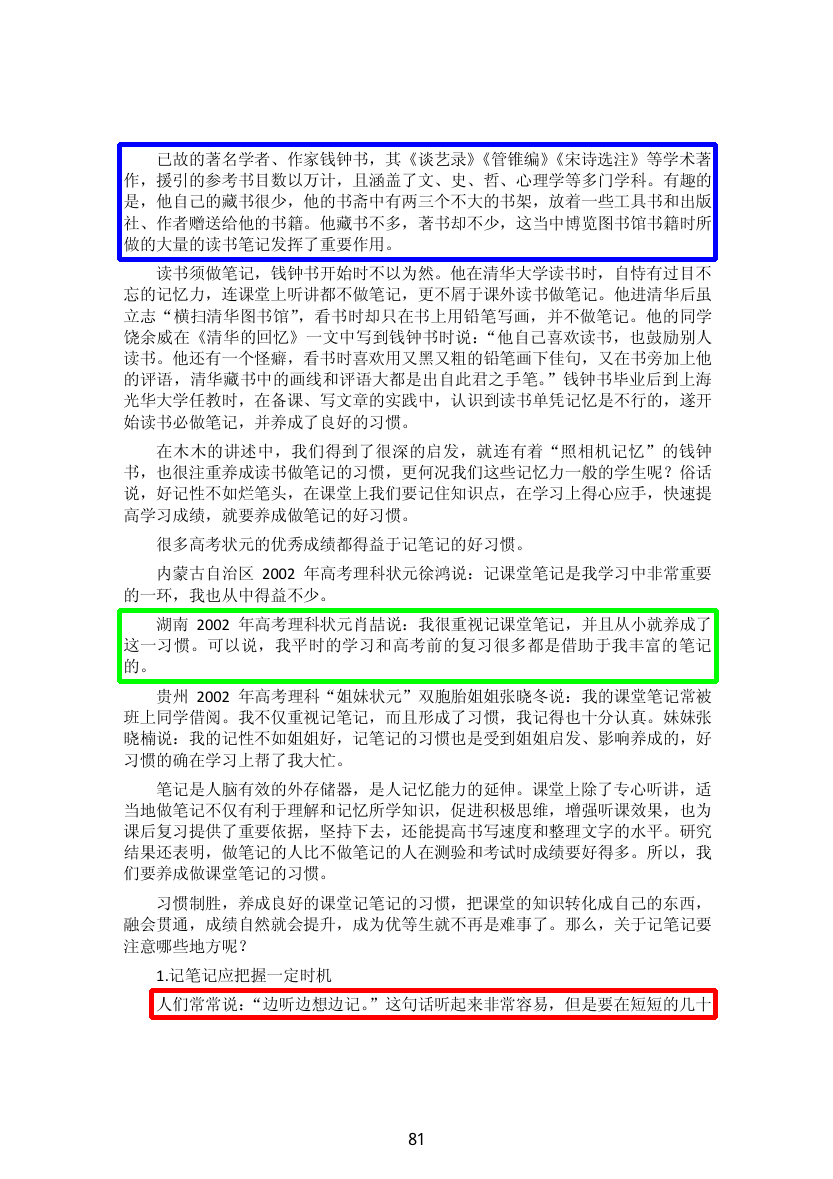 已故的著名学者、作家钱钟书，其《谈艺录》《管锥编》《宋诗选注》等学术著
作，援引的参考书目数以万计，且涵盖了文、史、哲、心理学等多门学科。有趣的
是，他自己的藏书很少，他的书斋中有两三个不大的书架，放着一些工具书和出版
社、作者赠送给他的书籍。他藏书不多，著书却不少，这当中博览图书馆书籍时所
做的大量的读书笔记发挥了重要作用。
读书须做笔记，钱钟书开始时不以为然。他在清华大学读书时，自恃有过目不
忘的记忆力，连课堂上听讲都不做笔记，更不屑于课外读书做笔记。他进清华后虽
立志“横扫清华图书馆”，看书时却只在书上用铅笔写画，并不做笔记。他的同学
饶余威在《清华的回忆》一文中写到钱钟书时说：“他自己喜欢读书，也鼓励别人
读书。他还有一个怪癖，看书时喜欢用又黑又粗的铅笔画下佳句，又在书旁加上他
的评语，清华藏书中的画线和评语大都是出自此君之手笔。”钱钟书毕业后到上海
光华大学任教时，在备课、写文章的实践中，认识到读书单凭记忆是不行的，遂开
始读书必做笔记，并养成了良好的习惯。
在木木的讲述中，我们得到了很深的启发，就连有着“照相机记忆”的钱钟
书，也很注重养成读书做笔记的习惯，更何况我们这些记忆力一般的学生呢？俗话
说，好记性不如烂笔头，在课堂上我们要记住知识点，在学习上得心应手，快速提
高学习成绩，就要养成做笔记的好习惯。
很多高考状元的优秀成绩都得益于记笔记的好习惯。
内蒙古自治区 2002 年高考理科状元徐鸿说：记课堂笔记是我学习中非常重要
的一环，我也从中得益不少。
湖南 2002 年高考理科状元肖喆说：我很重视记课堂笔记，并且从小就养成了
这一习惯。可以说，我平时的学习和高考前的复习很多都是借助于我丰富的笔记
的。
贵州 2002 年高考理科“姐妹状元”双胞胎姐姐张晓冬说：我的课堂笔记常被
班上同学借阅。我不仅重视记笔记，而且形成了习惯，我记得也十分认真。妹妹张
晓楠说：我的记性不如姐姐好，记笔记的习惯也是受到姐姐启发、影响养成的，好
习惯的确在学习上帮了我大忙。
笔记是人脑有效的外存储器，是人记忆能力的延伸。课堂上除了专心听讲，适
当地做笔记不仅有利于理解和记忆所学知识，促进积极思维，增强听课效果，也为
课后复习提供了重要依据，坚持下去，还能提高书写速度和整理文字的水平。研究
结果还表明，做笔记的人比不做笔记的人在测验和考试时成绩要好得多。所以，我
们要养成做课堂笔记的习惯。
习惯制胜，养成良好的课堂记笔记的习惯，把课堂的知识转化成自己的东西，
融会贯通，成绩自然就会提升，成为优等生就不再是难事了。那么，关于记笔记要
注意哪些地方呢？
1.记笔记应把握一定时机
人们常常说：“边听边想边记。”这句话听起来非常容易，但是要在短短的几十
81